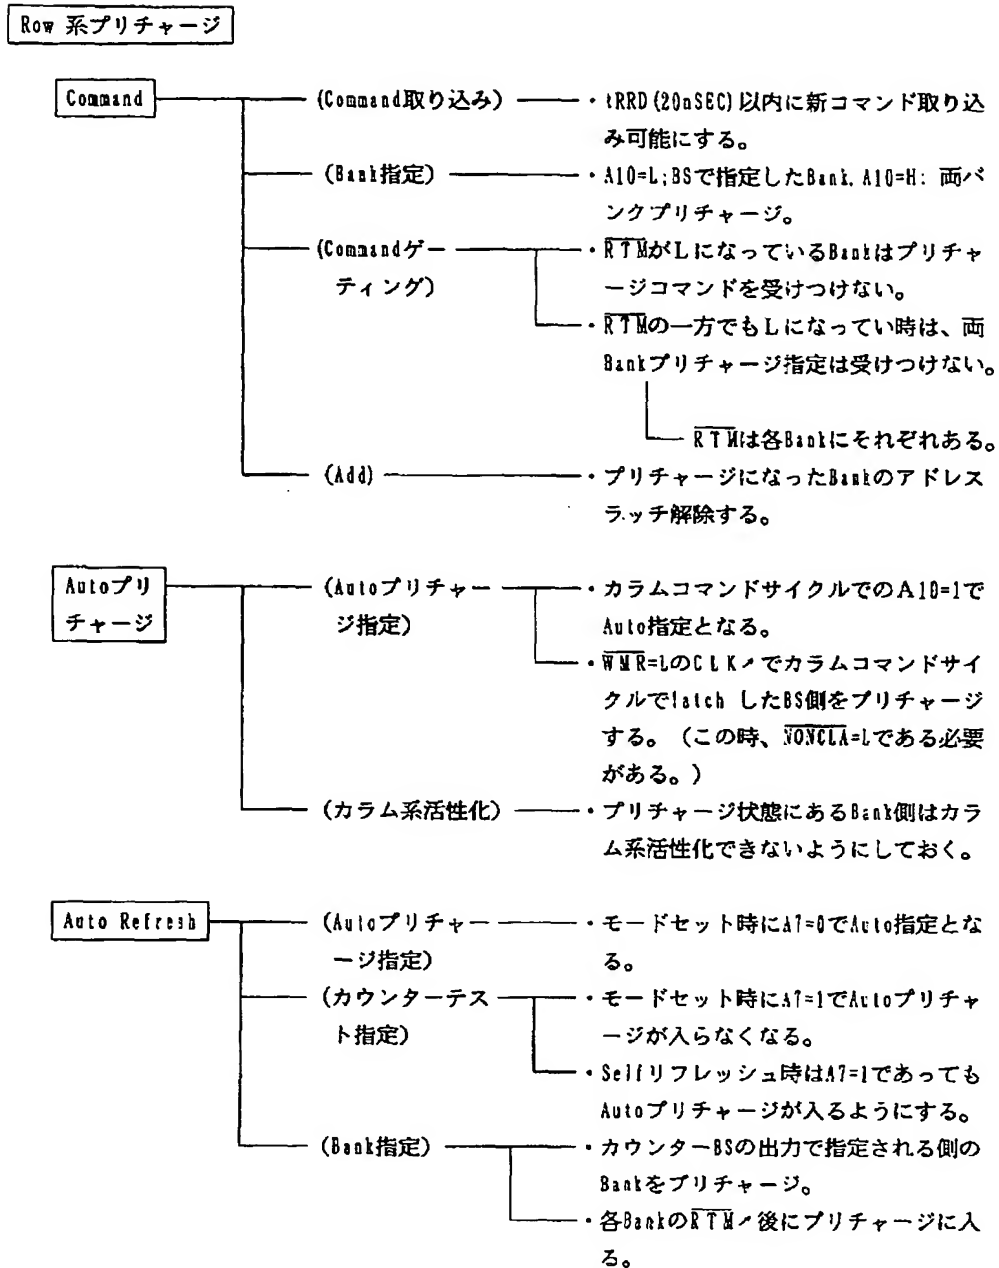 Row 系プリチャージ
Command
(Command取り込み)
・tRRD(20nSEC)以内に新コマンド取り込
み可能にする。
(Bank指定)
・A10=L;BSで指定したBank, A10=H: 両バ
ンクプリチャージ。
(Commandゲー
ティング)
・RTMがLになっているBankはプリチャ
ージコマンドを受けつけない。
・RTMの一方でもLになってい時は、両
Bankプリチャージ指定は受けつけない。
RTMは各Bankにそれぞれある。
(Add)
・プリチャージになったBankのアドレス
ラッチ解除する。
Autoプリ
チャージ
(Autoプリチャー
ジ指定)
・カラムコマンドサイクルでのA10=1で
Auto指定となる。
・WMR=LのCLK↗でカラムコマンドサイ
クルでlatch したBS側をプリチャージ
する。(この時、NONCLA=Lである必要
がある。)
(カラム系活性化)
・プリチャージ状態にあるBank側はカラ
ム系活性化できないようにしておく。
Auto Refresh
(Autoプリチャー
ージ指定)
・モードセット時にA7=0でAuto指定とな
る。
(カウンターテス
ト指定)
・モードセット時にA7=1でAutoプリチャ
ージが入らなくなる。
・Selfリフレッシュ時はA7=1であっても
Autoプリチャージが入るようにする。
(Bank指定)
・カウンターBSの出力で指定される側の
Bankをプリチャージ。
・各BankのRTM↗後にプリチャージに入
る。